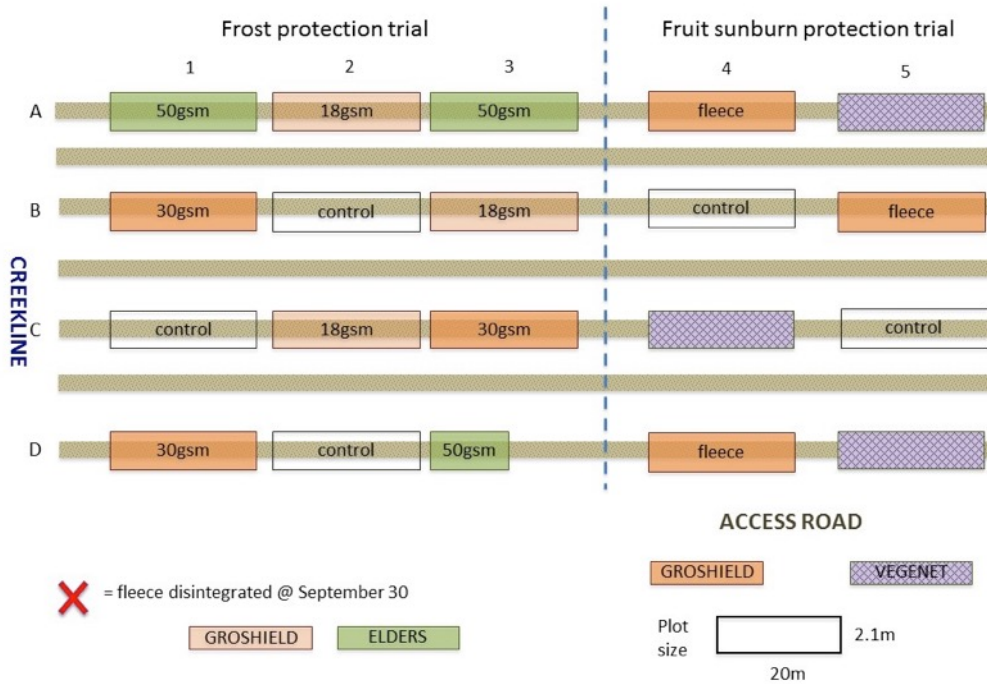 Frost protection trial Fruit sunburn protection trial
1 2 3 4 5
A 50gsm 18gsm 50gsm fleece
B 30gsm control 18gsm control fleece
CREEKLINE
C control 18gsm 30gsm control
D 30gsm control 50gsm fleece
ACCESS ROAD
GROSHIELD VEGENET
= fleece disintegrated @ September 30
GROSHIELD ELDERS
Plot size 2.1m
20m